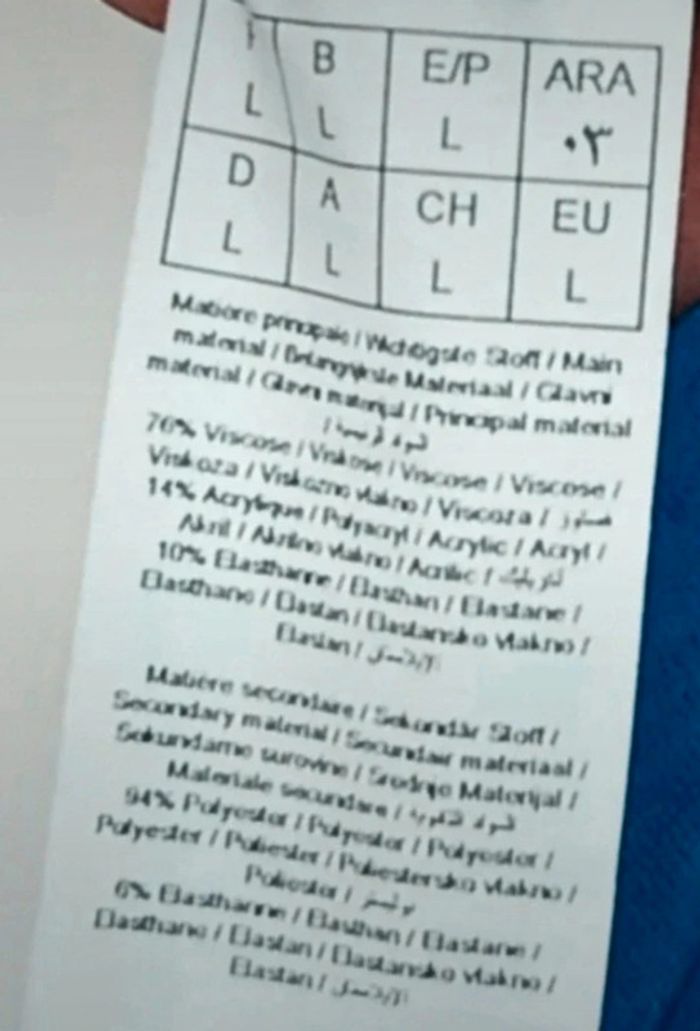 B E/P ARA
L L L ٠٣
D A CH EU
L L L L
Matière principale / Wichtigste Stoff / Main
material / Belangrijkste Materiaal / Glavni
material / Glavni materijal / Principal material
76% Viscose / Viskose / Viscose / Viscose /
Viskoza / Viskozno vlakno / Viscoza /
14% Acrylique / Polyacryl / Acrylic / Acryl /
Akril / Akrilno vlakno / Acrilic /
10% Elasthanne / Elasthan / Elastane /
Elasthane / Elastan / Elastansko vlakno /
Elastan /
Matière secondaire / Sekundär Stoff /
Secondary material / Secundair materiaal /
Sekundarne surovine / Srednje Materijal /
Materiale secundare /
94% Polyester / Polyester / Polyester /
Polyester / Poliester / Poliestersko vlakno /
Poliester /
6% Elasthanne / Elasthan / Elastane /
Elasthane / Elastan / Elastansko vlakno /
Elastan /